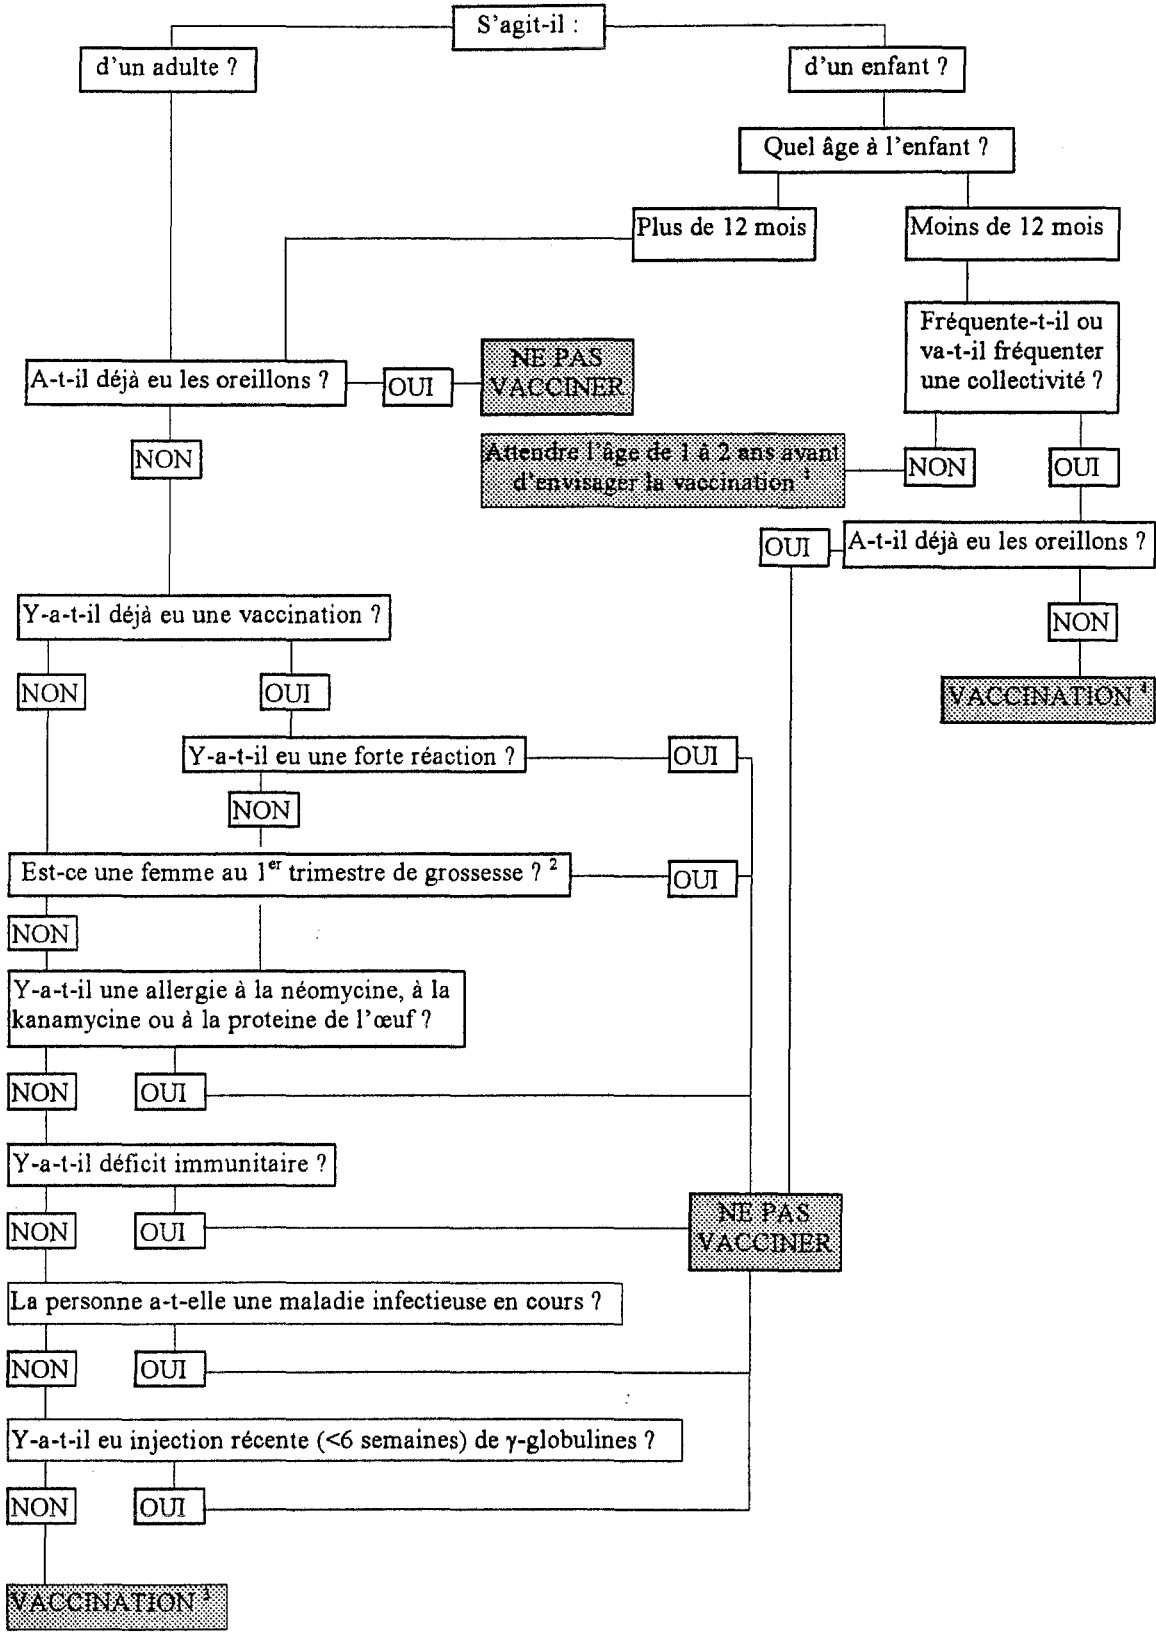 S'agit-il :
d'un adulte ?
d'un enfant ?
Quel âge à l'enfant ?
Plus de 12 mois
Moins de 12 mois
Fréquente-t-il ou
va-t-il fréquenter
une collectivité ?
A-t-il déjà eu les oreillons ?
OUI
NE PAS
VACCINER
NON
Attendre l'âge de 1 à 2 ans avant
d'envisager la vaccination 1
NON
OUI
OUI
A-t-il déjà eu les oreillons ?
NON
VACCINATION 4
Y-a-t-il déjà eu une vaccination ?
NON
OUI
Y-a-t-il eu une forte réaction ?
OUI
NON
Est-ce une femme au 1er trimestre de grossesse ? 2
OUI
NON
Y-a-t-il une allergie à la néomycine, à la
kanamycine ou à la proteine de l'œuf ?
NON
OUI
Y-a-t-il déficit immunitaire ?
NON
OUI
NE PAS
VACCINER
La personne a-t-elle une maladie infectieuse en cours ?
NON
OUI
Y-a-t-il eu injection récente (<6 semaines) de γ-globulines ?
NON
OUI
VACCINATION 3